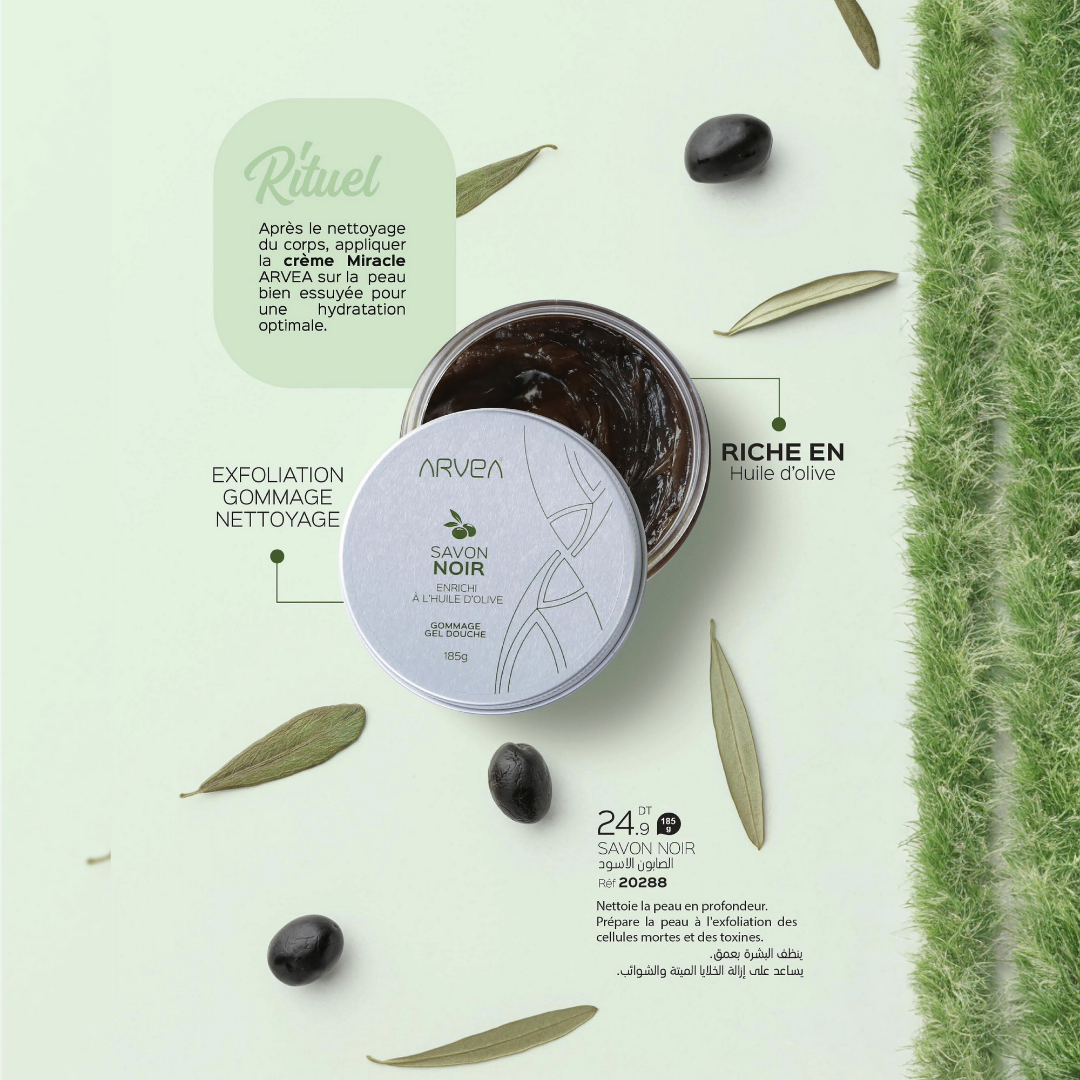 Rituel
Après le nettoyage
du corps, appliquer
la crème Miracle
ARVEA sur la peau
bien essuyée pour
une hydratation
optimale.
EXFOLIATION
GOMMAGE
NETTOYAGE
RICHE EN
Huile d'olive
ARVEA
SAVON
NOIR
ENRICHI
À L'HUILE D'OLIVE
GOMMAGE
GEL DOUCHE
185g
24.9 DT 185 g
SAVON NOIR
الصابون الاسود
Réf 20288
Nettoie la peau en profondeur.
Prépare la peau à l'exfoliation des
cellules mortes et des toxines.
ينظف البشرة بعمق.
يساعد على إزالة الخلايا الميتة والشوائب.